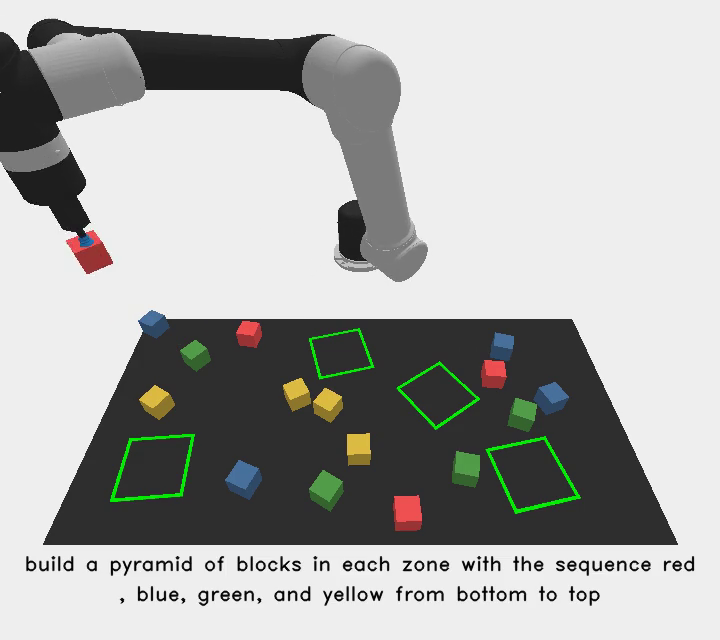 build a pyramid of blocks in each zone with the sequence red
, blue, green, and yellow from bottom to top